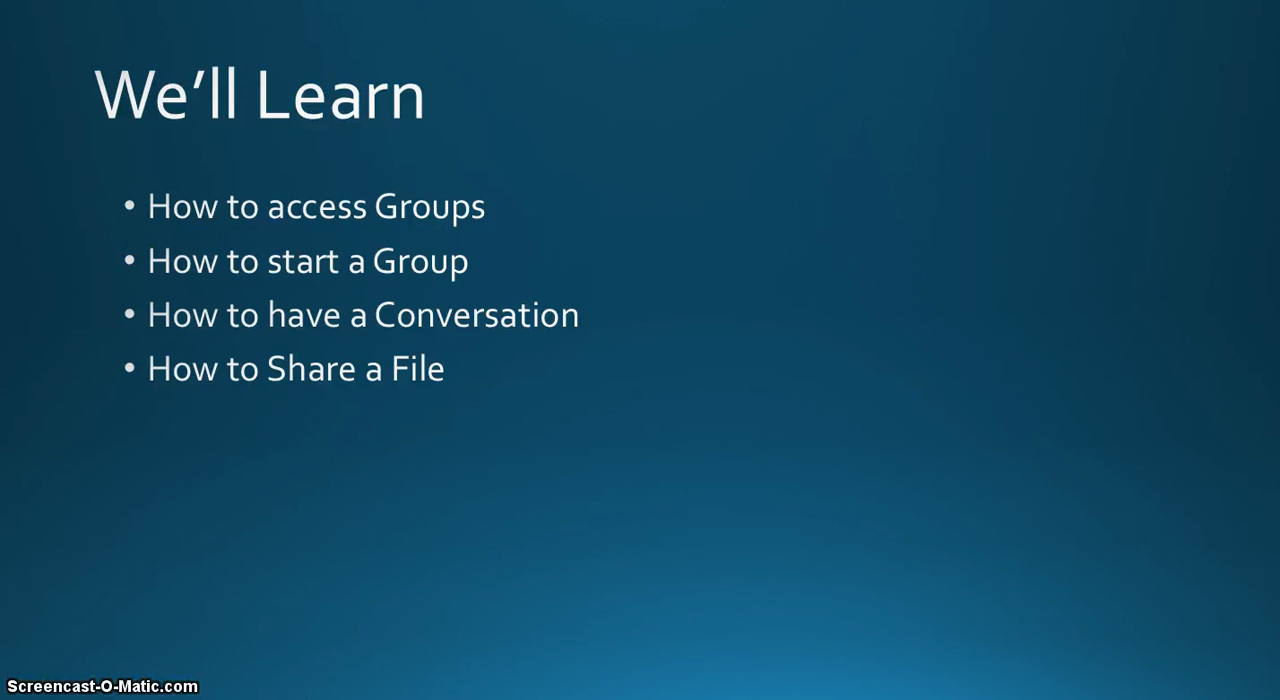 We’ll Learn
• How to access Groups
• How to start a Group
• How to have a Conversation
• How to Share a File
Screencast-O-Matic.com